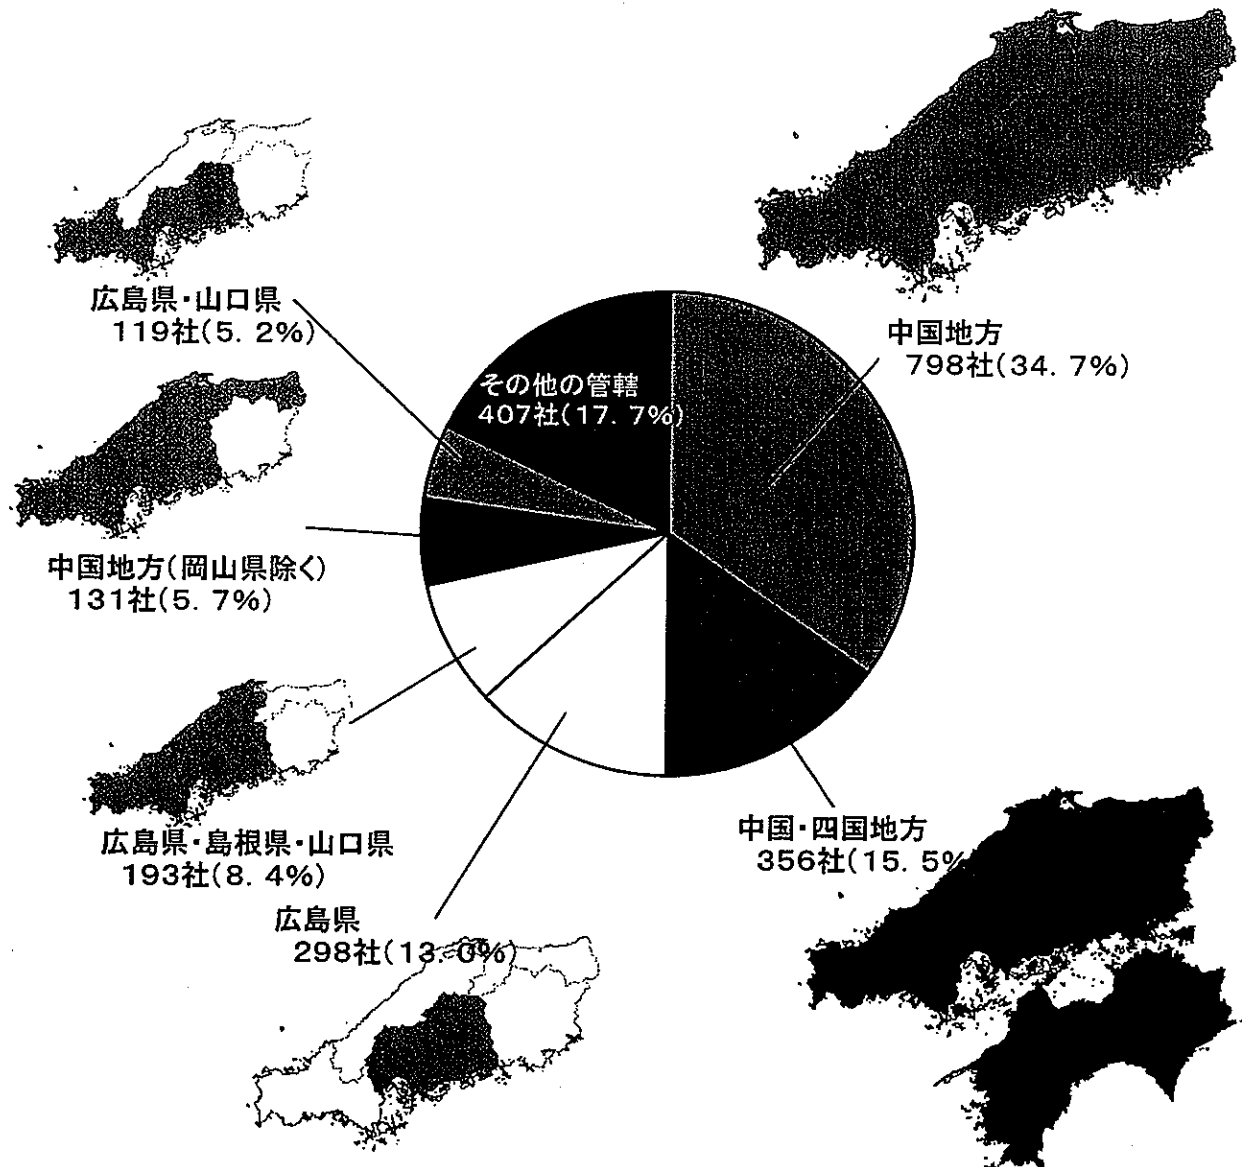 広島県・山口県
119社(5. 2%)
中国地方
798社(34. 7%)
その他の管轄
407社(17. 7%)
中国地方(岡山県除く)
131社(5. 7%)
広島県・島根県・山口県
193社(8. 4%)
中国・四国地方
356社(15. 5%
広島県
298社(13. 0%)